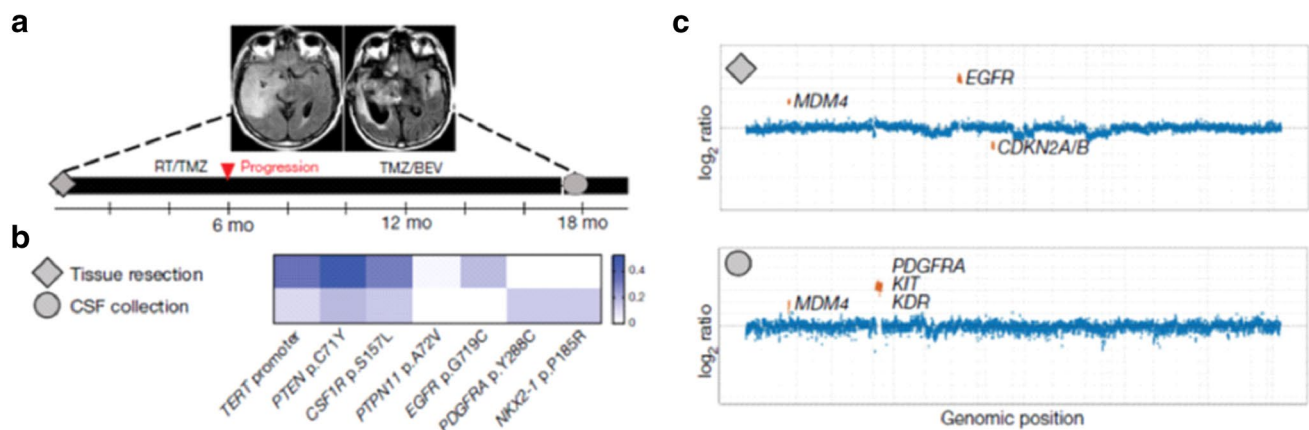 a
RT/TMZ
Progression
TMZ/BEV
6 mo
12 mo
18 mo
b
Tissue resection
CSF collection
0.4
0.2
0
TERT promoter
PTEN p.C71Y
CSF1R p.S157L
PTPN11 p.A72V
EGFR p.G719C
PDGFRA p.Y288C
NKX2-1 p.P185R
c
log2 ratio
MDM4
EGFR
CDKN2A/B
log2 ratio
MDM4
PDGFRA
KIT
KDR
Genomic position